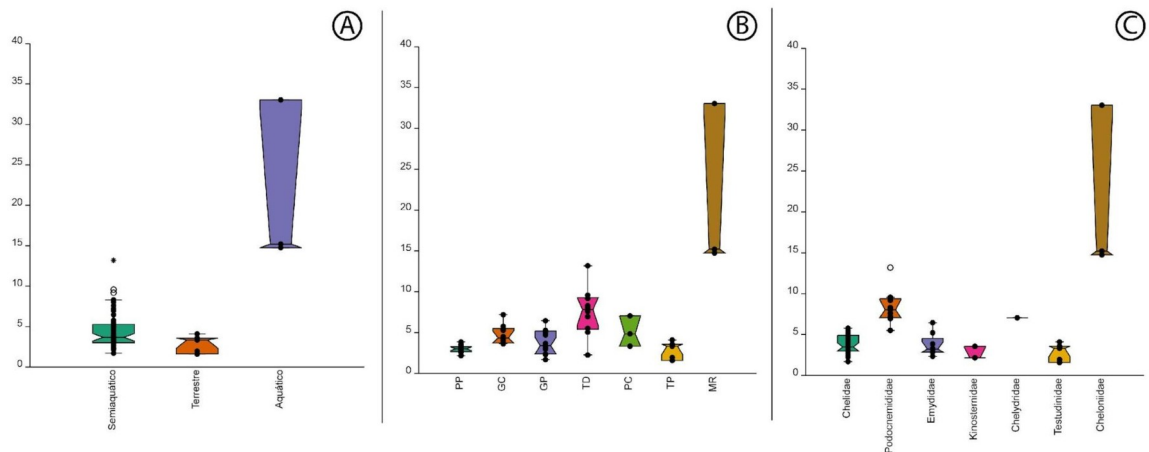 A
40
35
30
25
20
15
10
5
0
Semiaquático
Terrestre
Aquático
B
40
35
30
25
20
15
10
5
0
PP
GC
GP
TD
PC
TP
MR
C
40
35
30
25
20
15
10
5
0
Chelidae
Podocnemididae
Emydidae
Kinosternidae
Chelydridae
Testudinidae
Cheloniidae